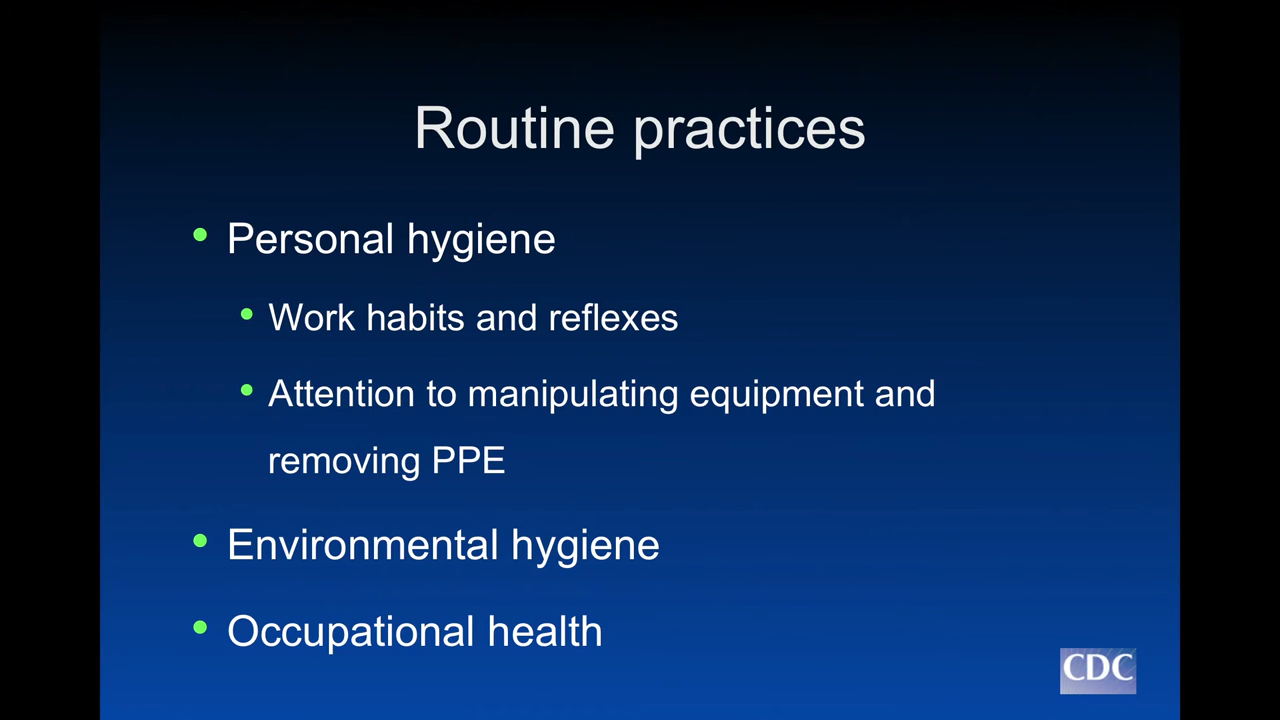 Routine practices
• Personal hygiene
• Work habits and reflexes
• Attention to manipulating equipment and
removing PPE
• Environmental hygiene
• Occupational health
CDC